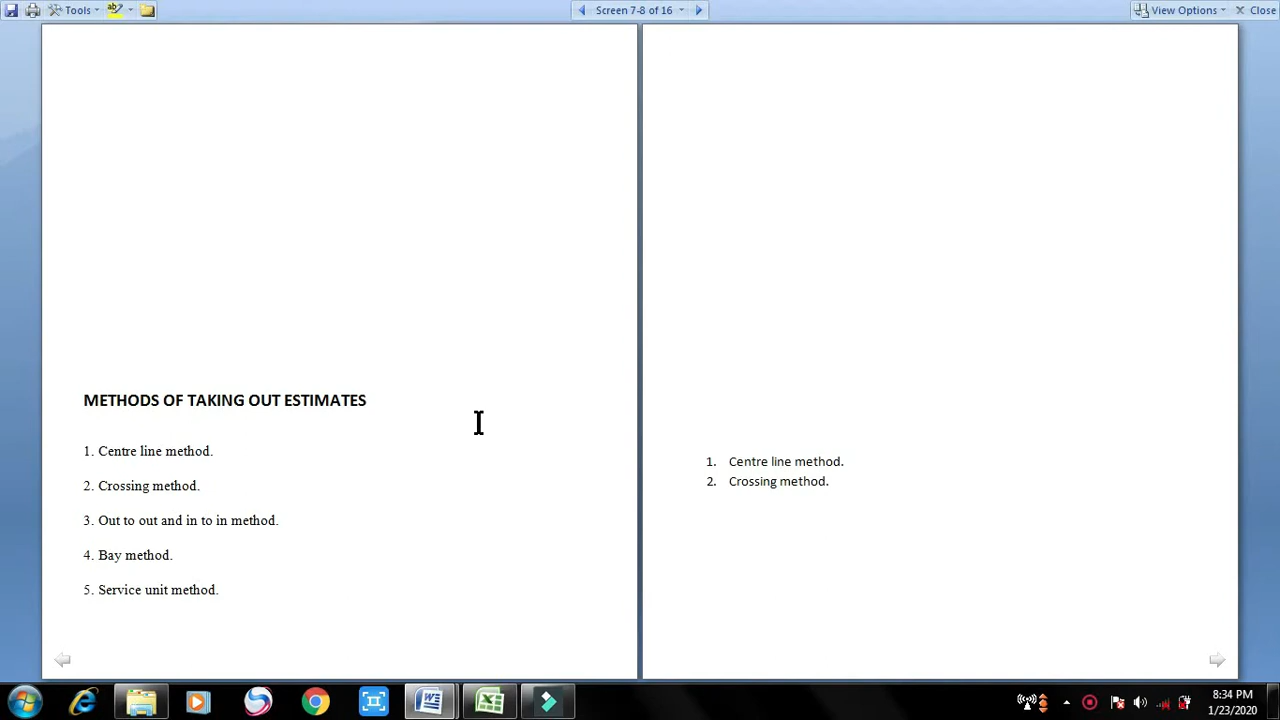 Tools
Screen 7-8 of 16
View Options
Close
METHODS OF TAKING OUT ESTIMATES
1. Centre line method.
2. Crossing method.
3. Out to out and in to in method.
4. Bay method.
5. Service unit method.
1. Centre line method.
2. Crossing method.
8:34 PM
1/23/2020